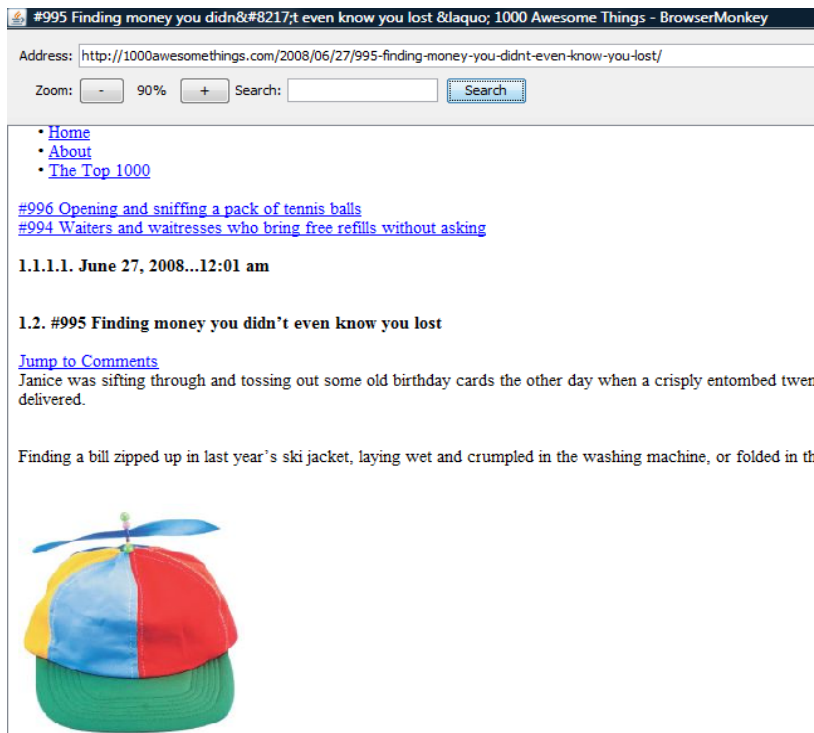 #995 Finding money you didn&#8217;t even know you lost &laquo; 1000 Awesome Things - BrowserMonkey
Address: http://1000awesomethings.com/2008/06/27/995-finding-money-you-didnt-even-know-you-lost/
Zoom: - 90% + Search: Search
• Home
• About
• The Top 1000
#996 Opening and sniffing a pack of tennis balls
#994 Waiters and waitresses who bring free refills without asking
1.1.1.1. June 27, 2008...12:01 am
1.2. #995 Finding money you didn’t even know you lost
Jump to Comments
Janice was sifting through and tossing out some old birthday cards the other day when a crisply entombed twen
delivered.
Finding a bill zipped up in last year’s ski jacket, laying wet and crumpled in the washing machine, or folded in th